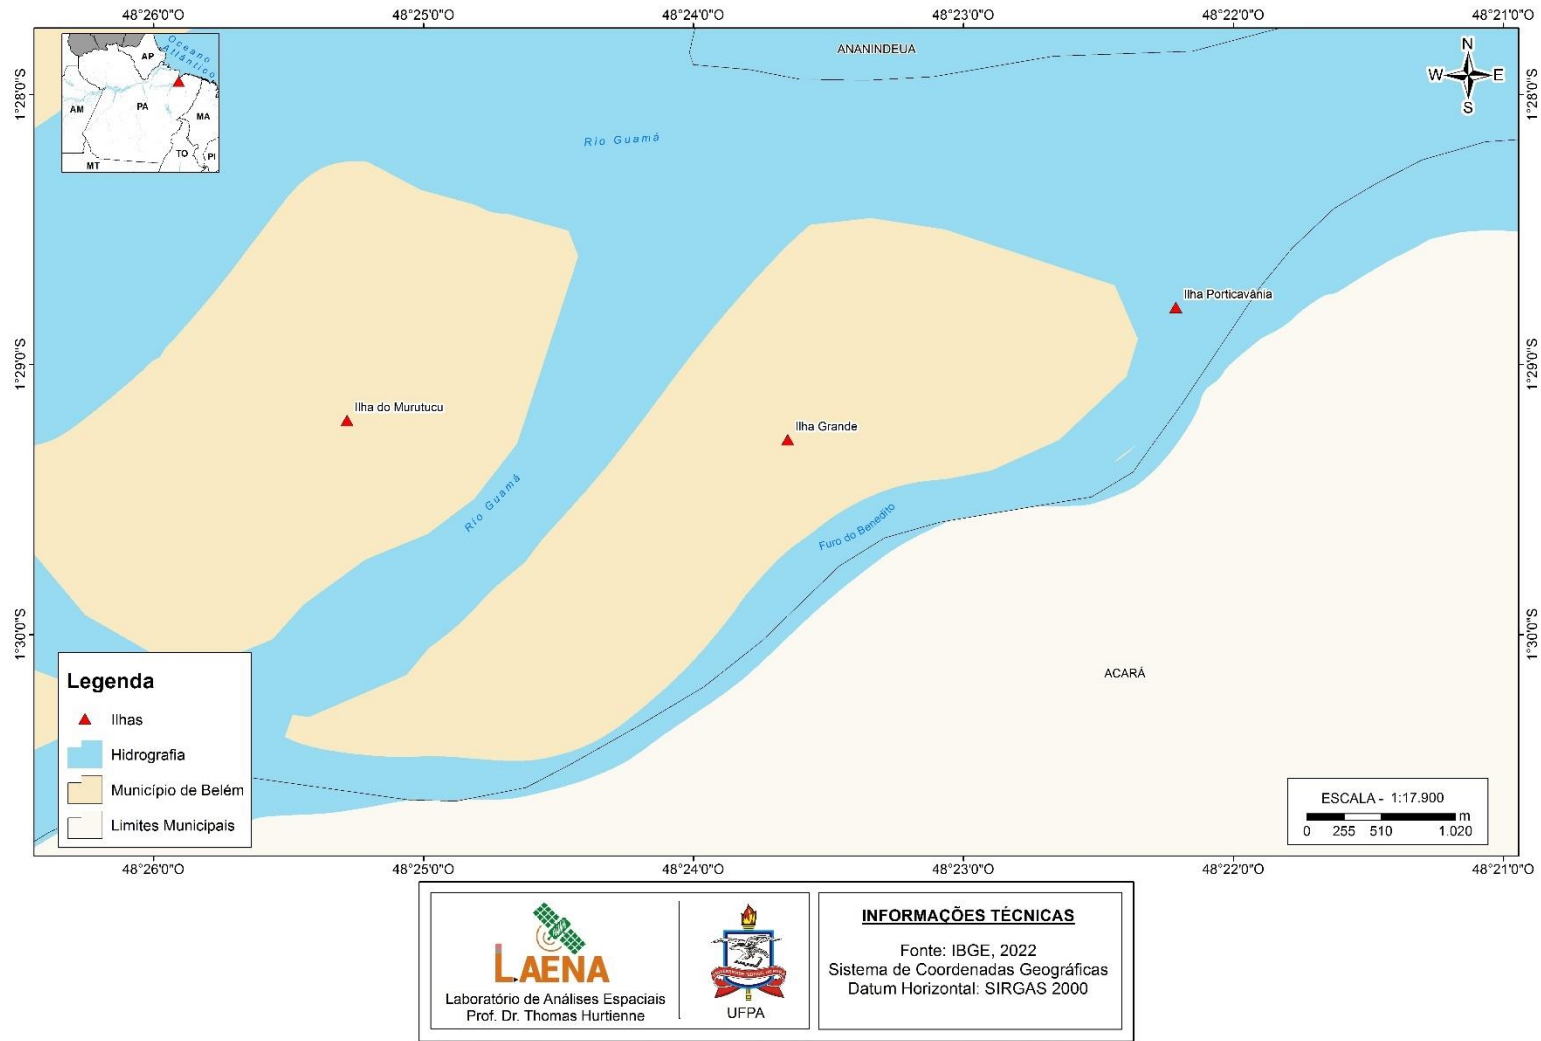 48°26'0"O
48°25'0"O
48°24'0"O
48°23'0"O
48°22'0"O
48°21'0"O
Oceano
Atlântico
AP
AM
PA
MA
TO
PI
MT
ANANINDEUA
N
W
E
S
1°28'0"S
1°28'0"S
Rio Guamá
Ilha Porticavânia
1°29'0"S
1°29'0"S
Ilha do Murutucu
Ilha Grande
Rio Guamá
Furo do Benedito
1°30'0"S
1°30'0"S
ACARÁ
Legenda
Ilhas
Hidrografia
Município de Belém
Limites Municipais
ESCALA - 1:17.900
m
0 255 510 1.020
48°26'0"O
48°25'0"O
48°24'0"O
48°23'0"O
48°22'0"O
48°21'0"O
LAENA
Laboratório de Análises Espaciais
Prof. Dr. Thomas Hurtienne
UFPA
INFORMAÇÕES TÉCNICAS
Fonte: IBGE, 2022
Sistema de Coordenadas Geográficas
Datum Horizontal: SIRGAS 2000